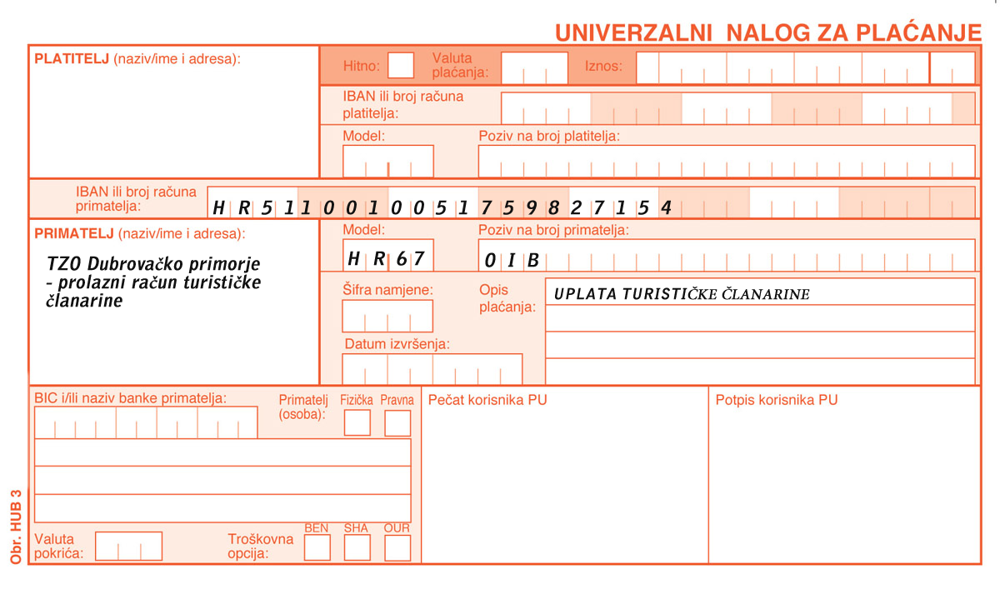 UNIVERZALNI NALOG ZA PLAĆANJE
PLATITELJ (naziv/ime i adresa):
Hitno:
Valuta
plaćanja:
Iznos:
IBAN ili broj računa
platitelja:
Model:
Poziv na broj platitelja:
IBAN ili broj računa
primatelja:
HR5110010051759827154
PRIMATELJ (naziv/ime i adresa):
TZO Dubrovačko primorje
- prolazni račun turističke
članarine
Model:
HR67
Poziv na broj primatelja:
OIB
Šifra namjene:
Opis
plaćanja:
UPLATA TURISTIČKE ČLANARINE
Datum izvršenja:
BIC i/ili naziv banke primatelja:
Primatelj
(osoba):
Fizička
Pravna
Pečat korisnika PU
Potpis korisnika PU
Valuta
pokrića:
Troškovna
opcija:
BEN
SHA
OUR
Obr. HUB 3